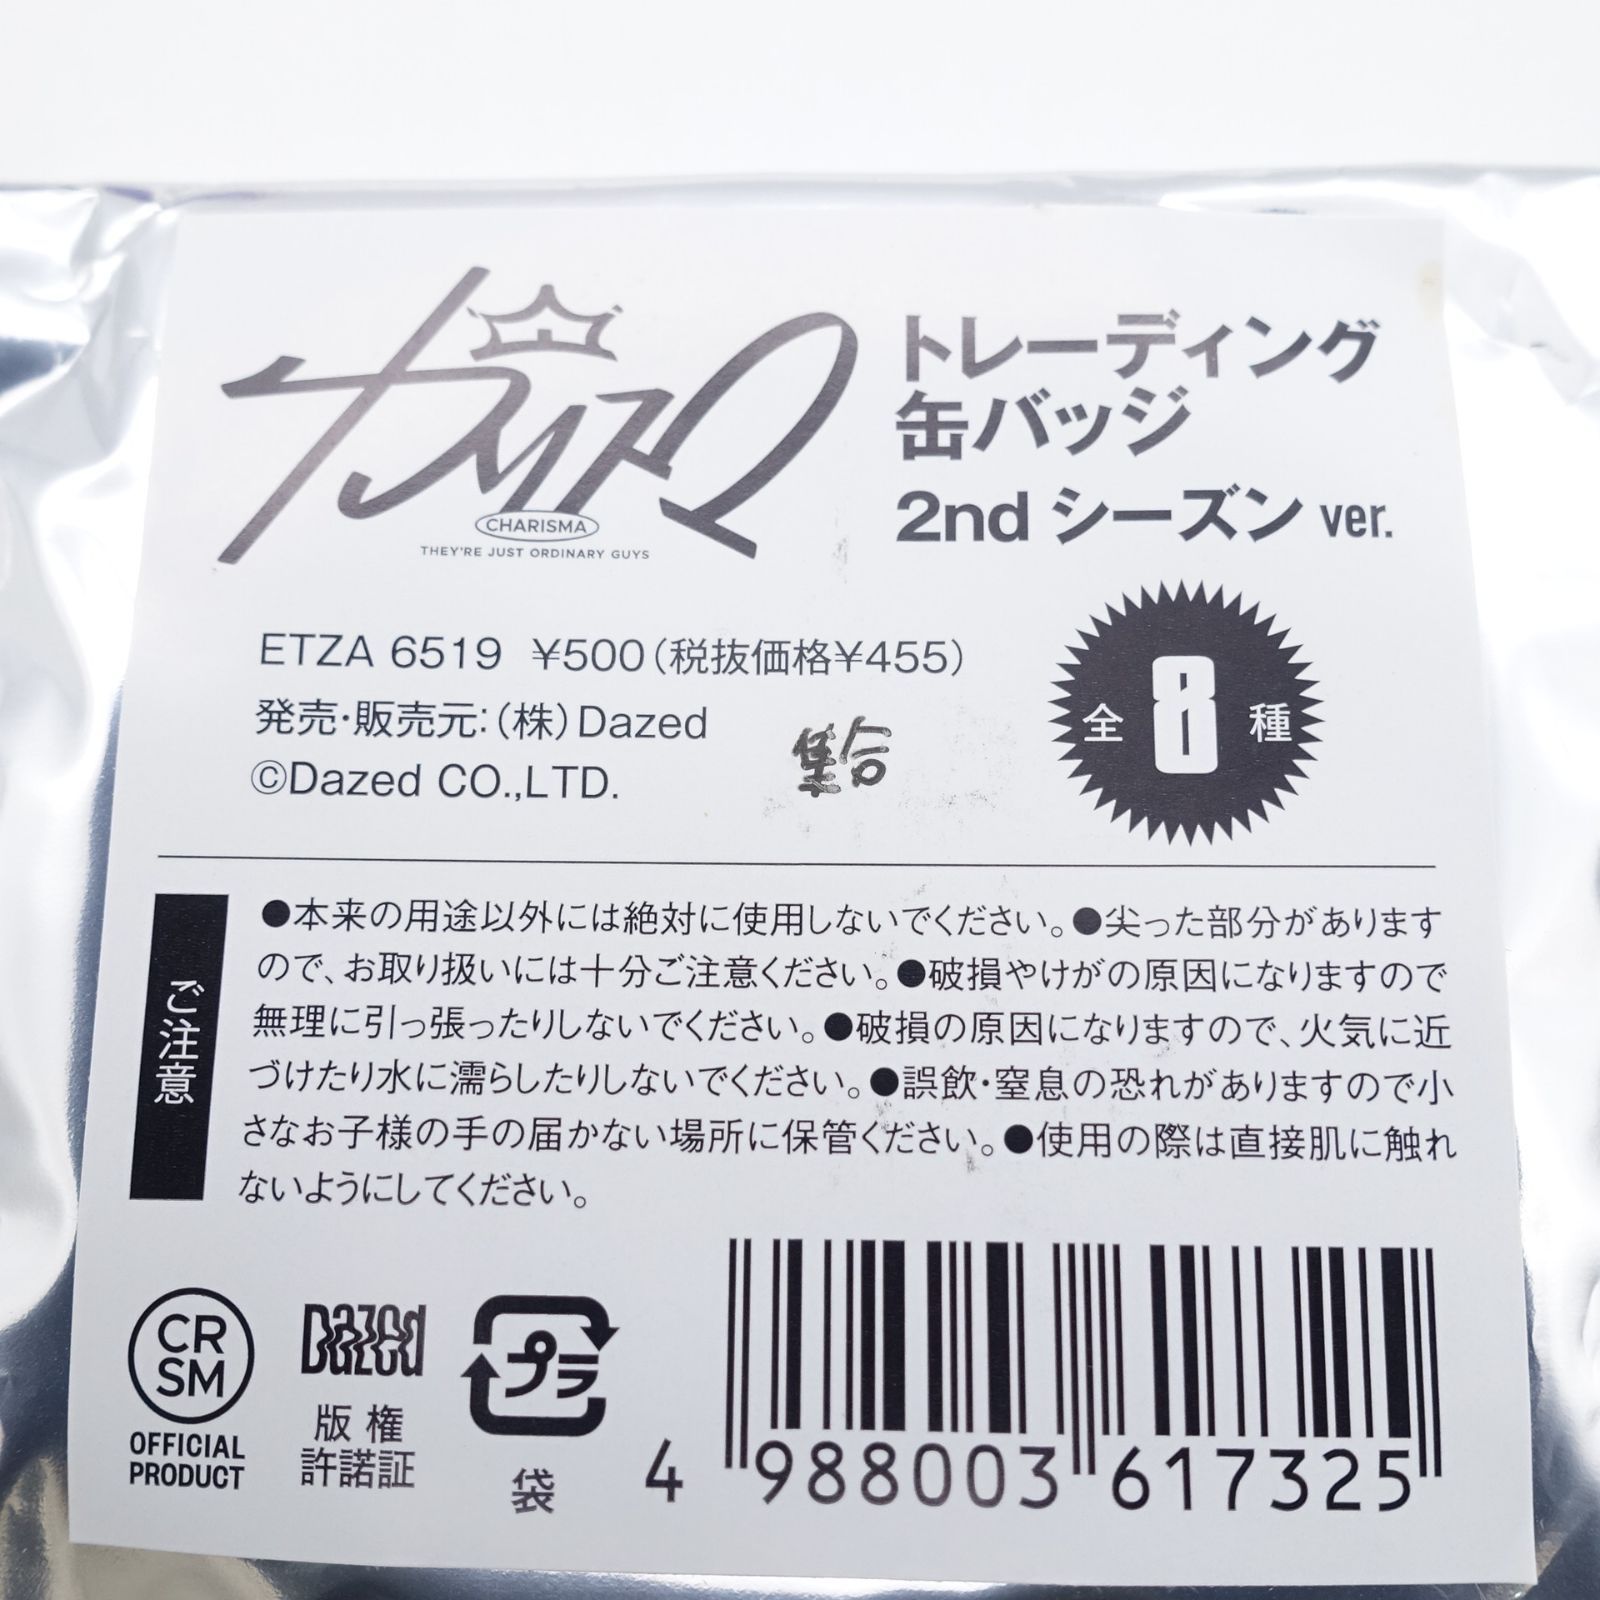 カリスマ
CHARISMA
THEY'RE JUST ORDINARY GUYS
トレーディング
缶バッジ
2nd シーズン ver.
ETZA 6519 ¥500(税抜価格¥455)
発売・販売元:(株)Dazed
©Dazed CO.,LTD.
集合
全 8 種
ご注意
●本来の用途以外には絶対に使用しないでください。●尖った部分があります
ので、お取り扱いには十分ご注意ください。●破損やけがの原因になりますので
無理に引っ張ったりしないでください。●破損の原因になりますので、火気に近
づけたり水に濡らしたりしないでください。●誤飲・窒息の恐れがありますので小
さなお子様の手の届かない場所に保管ください。●使用の際は直接肌に触れ
ないようにしてください。
CR
SM
OFFICIAL
PRODUCT
Dazed
版権
許諾証
プラ
袋
4 988003 617325